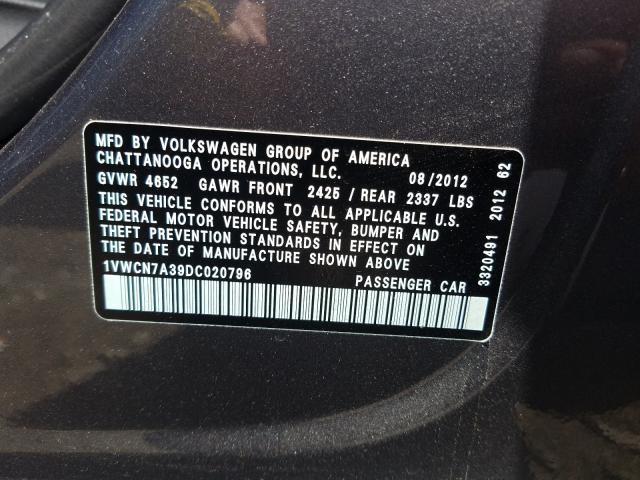 MFD BY VOLKSWAGEN GROUP OF AMERICA
CHATTANOOGA OPERATIONS, LLC. 08/2012
GVWR 4652 GAWR FRONT 2425 / REAR 2337 LBS
THIS VEHICLE CONFORMS TO ALL APPLICABLE U.S.
FEDERAL MOTOR VEHICLE SAFETY, BUMPER AND
THEFT PREVENTION STANDARDS IN EFFECT ON
THE DATE OF MANUFACTURE SHOWN ABOVE
1VWCN7A39DC020796 PASSENGER CAR
3320491 2012 62